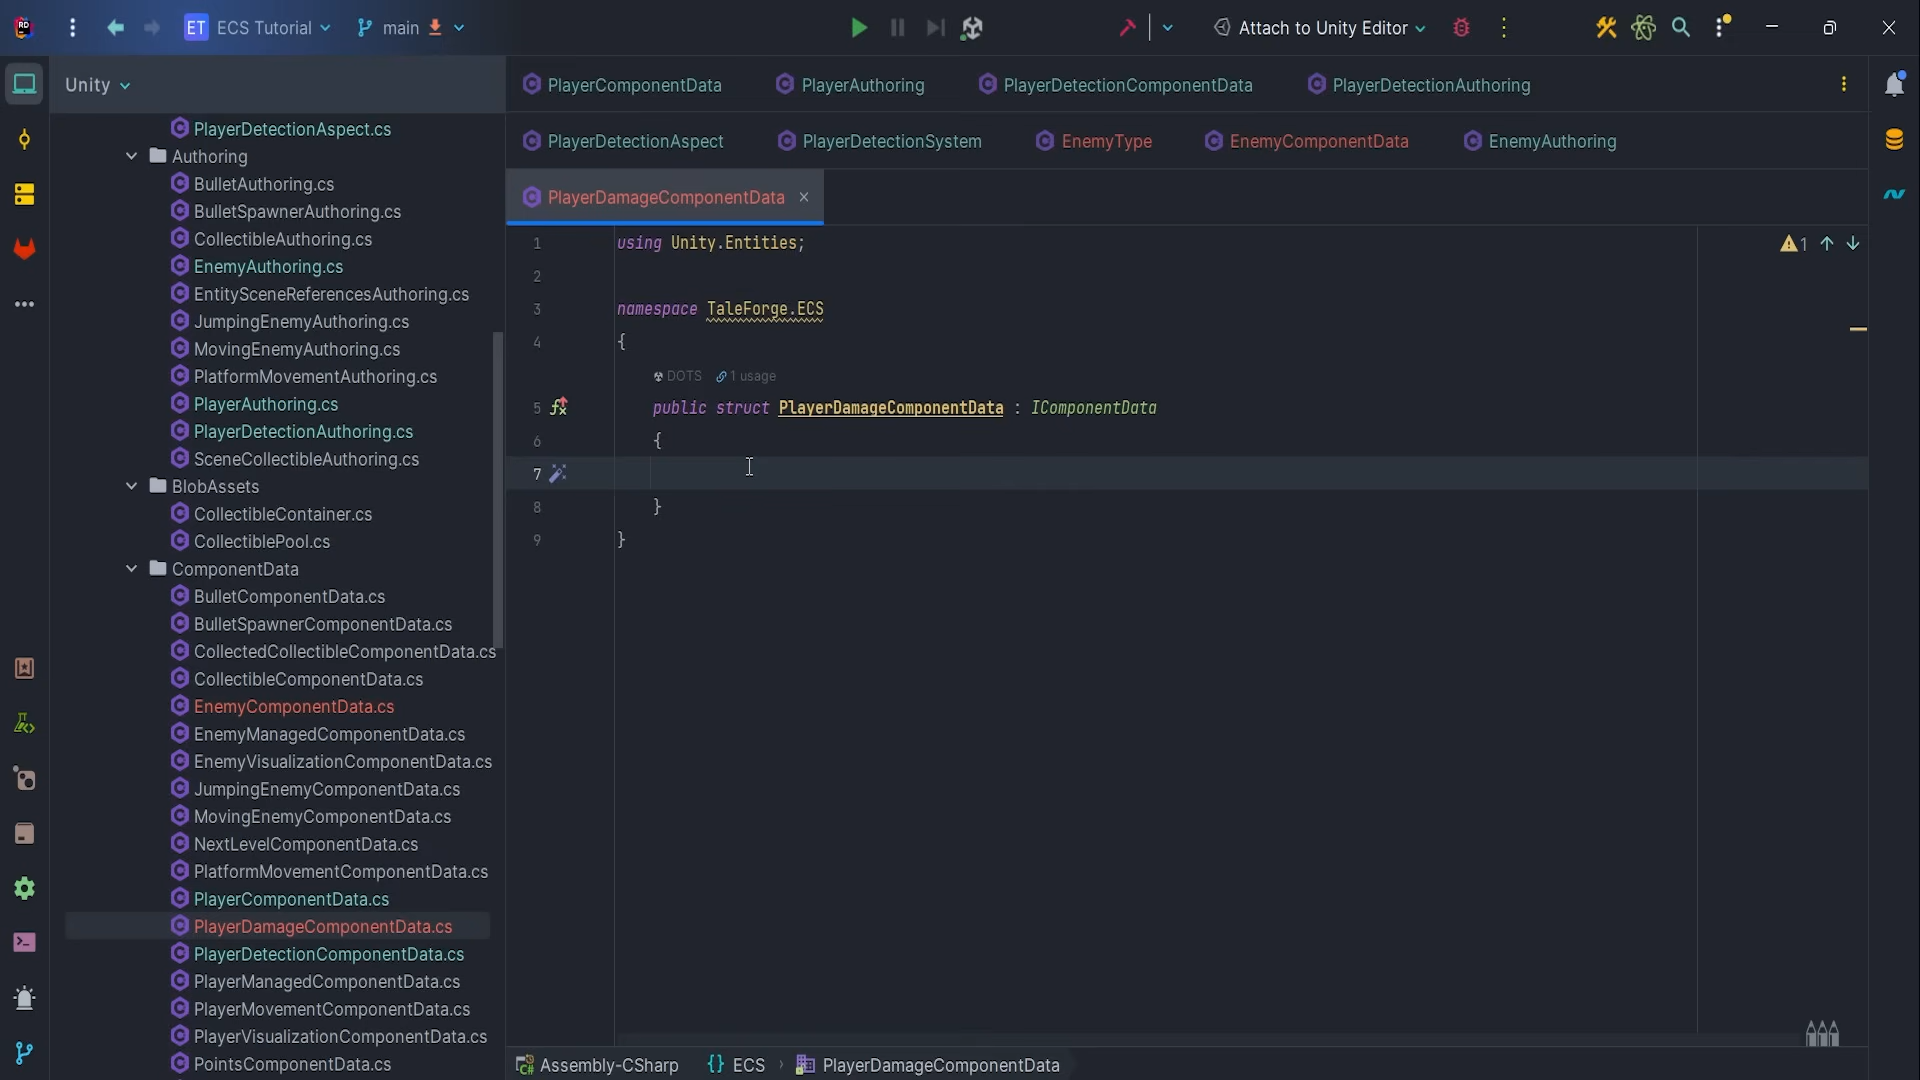 ET ECS Tutorial main Attach to Unity Editor
Unity
PlayerDetectionAspect.cs
Authoring
BulletAuthoring.cs
BulletSpawnerAuthoring.cs
CollectibleAuthoring.cs
EnemyAuthoring.cs
EntitySceneReferencesAuthoring.cs
JumpingEnemyAuthoring.cs
MovingEnemyAuthoring.cs
PlatformMovementAuthoring.cs
PlayerAuthoring.cs
PlayerDetectionAuthoring.cs
SceneCollectibleAuthoring.cs
BlobAssets
CollectibleContainer.cs
CollectiblePool.cs
ComponentData
BulletComponentData.cs
BulletSpawnerComponentData.cs
CollectedCollectibleComponentData.cs
CollectibleComponentData.cs
EnemyComponentData.cs
EnemyManagedComponentData.cs
EnemyVisualizationComponentData.cs
JumpingEnemyComponentData.cs
MovingEnemyComponentData.cs
NextLevelComponentData.cs
PlatformMovementComponentData.cs
PlayerComponentData.cs
PlayerDamageComponentData.cs
PlayerDetectionComponentData.cs
PlayerManagedComponentData.cs
PlayerMovementComponentData.cs
PlayerVisualizationComponentData.cs
PointsComponentData.cs
PlayerComponentData PlayerAuthoring PlayerDetectionComponentData PlayerDetectionAuthoring
PlayerDetectionAspect PlayerDetectionSystem EnemyType EnemyComponentData EnemyAuthoring
PlayerDamageComponentData
1 using Unity.Entities;
2
3 namespace TaleForge.ECS
4 {
DOTS 1 usage
5 public struct PlayerDamageComponentData : IComponentData
6 {
7
8 }
9 }
1
Assembly-CSharp {} ECS PlayerDamageComponentData